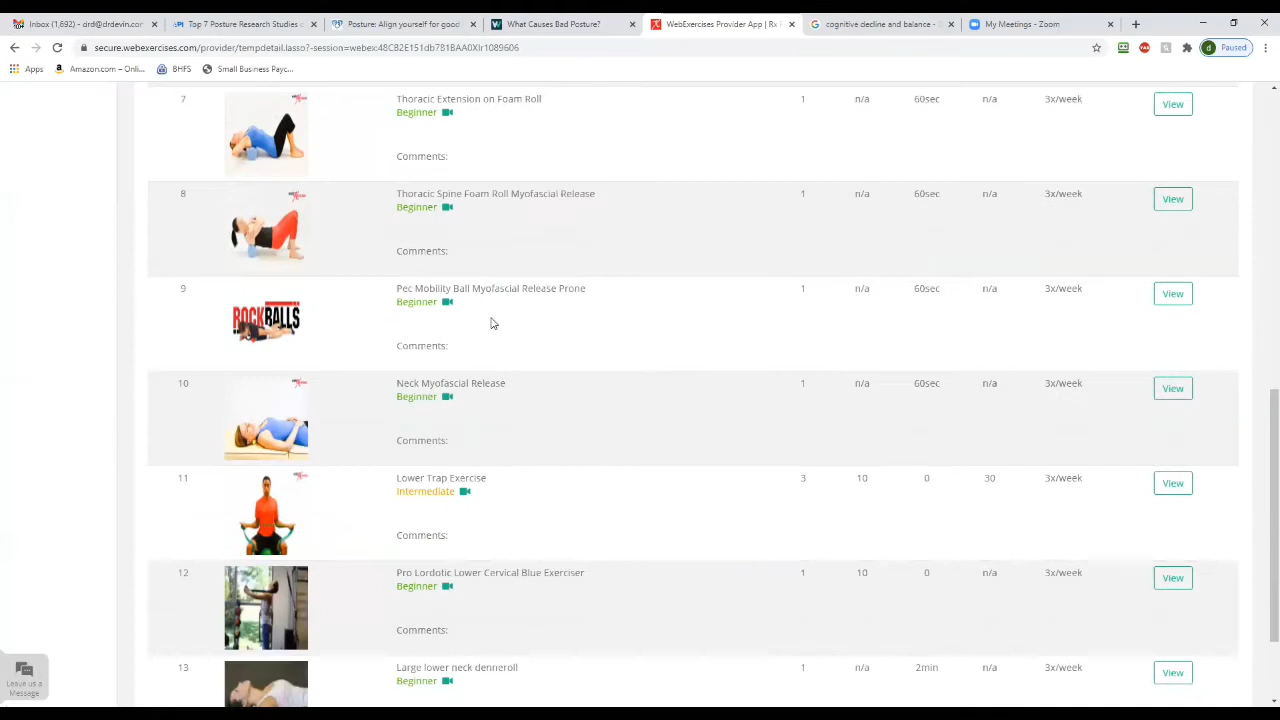 Inbox (1,692) - drd@drdevin.com
Top 7 Posture Research Studies
Posture: Align yourself for good
What Causes Bad Posture?
WebExercises Provider App | Rx
cognitive decline and balance -
My Meetings - Zoom
secure.webexercises.com/provider/tempdetail.lasso?-session=webex:48CB2E151db781BAA0XIr1089606
Paused
Apps
Amazon.com – Onli...
BHFS
Small Business Payc...
7 Thoracic Extension on Foam Roll 1 n/a 60sec n/a 3x/week View
Beginner
Comments:
8 Thoracic Spine Foam Roll Myofascial Release 1 n/a 60sec n/a 3x/week View
Beginner
Comments:
9 Pec Mobility Ball Myofascial Release Prone 1 n/a 60sec n/a 3x/week View
Beginner
ROCKBALLS
Comments:
10 Neck Myofascial Release 1 n/a 60sec n/a 3x/week View
Beginner
Comments:
11 Lower Trap Exercise 3 10 0 30 3x/week View
Intermediate
Comments:
12 Pro Lordotic Lower Cervical Blue Exerciser 1 10 0 n/a 3x/week View
Beginner
Comments:
13 Large lower neck denneroll 1 n/a 2min n/a 3x/week View
Beginner
Leave us a
Message